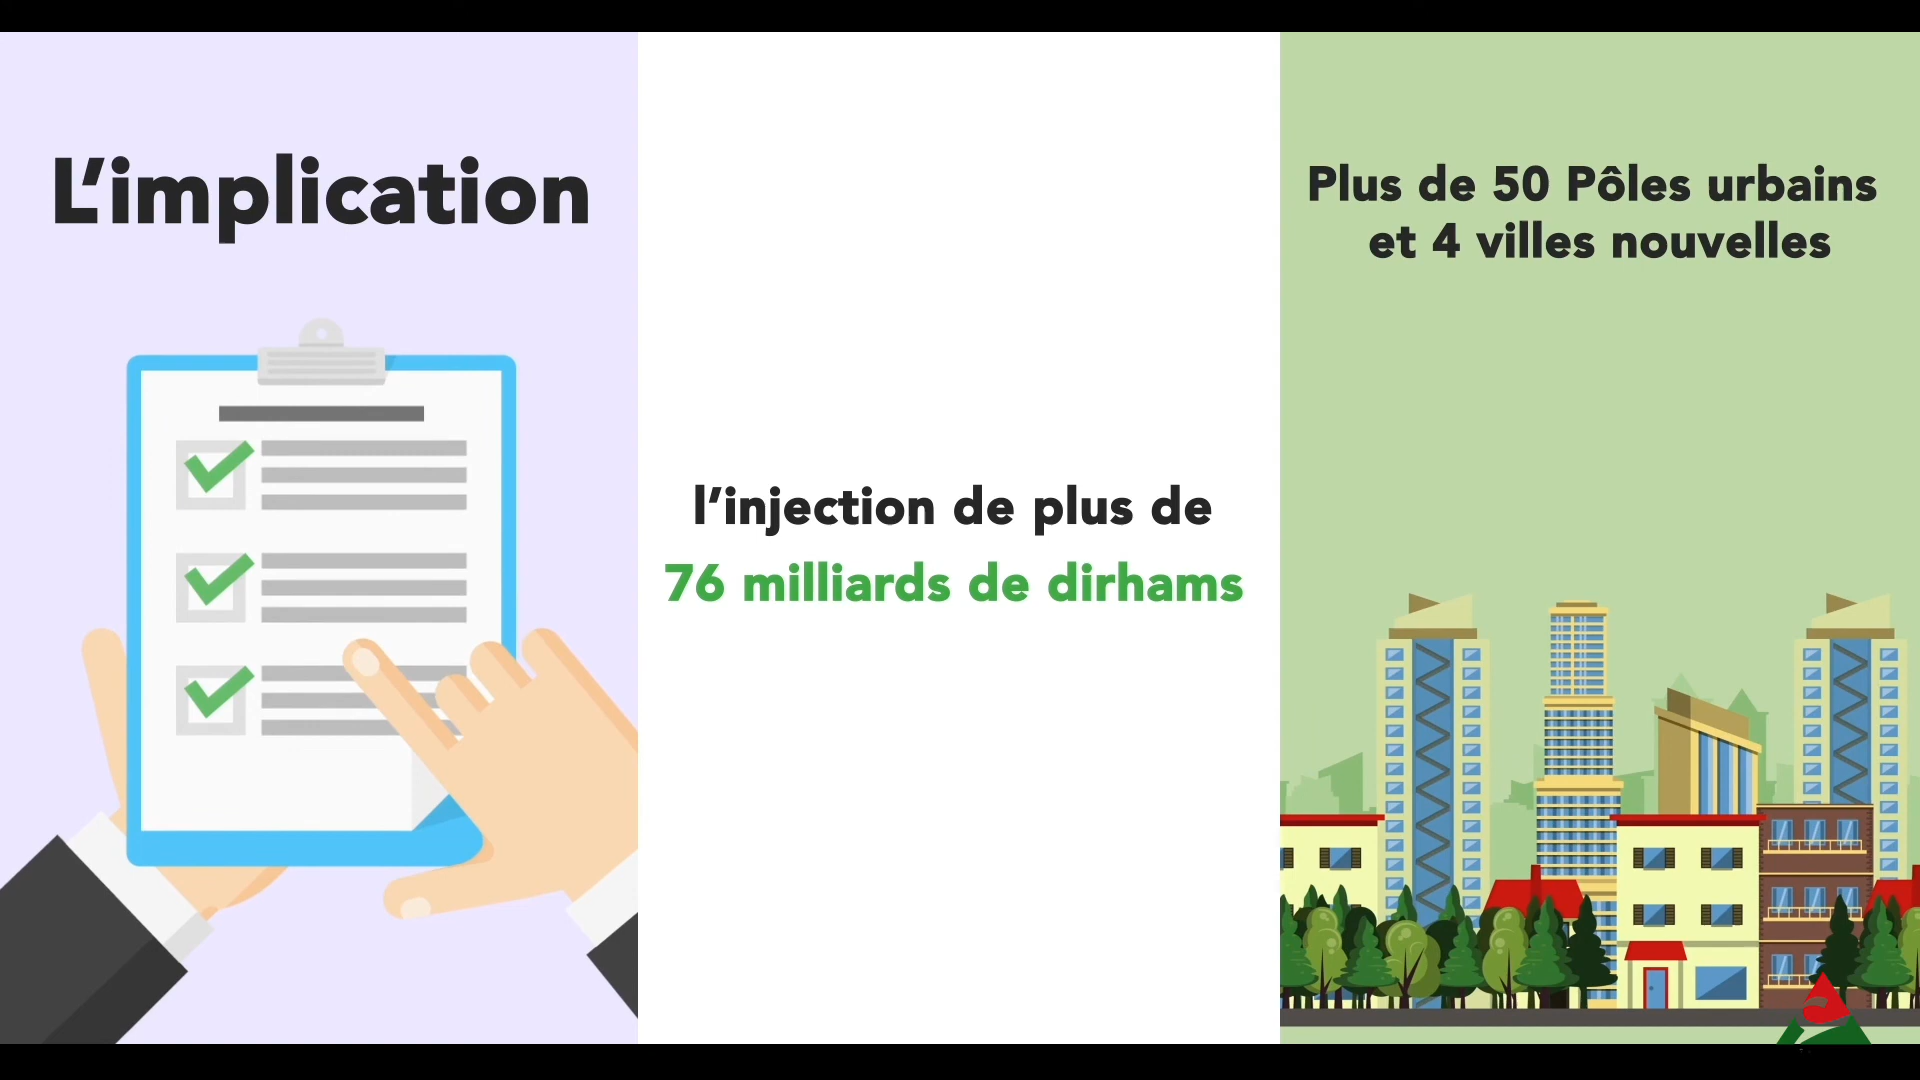 L’implication
l’injection de plus de
76 milliards de dirhams
Plus de 50 Pôles urbains
et 4 villes nouvelles